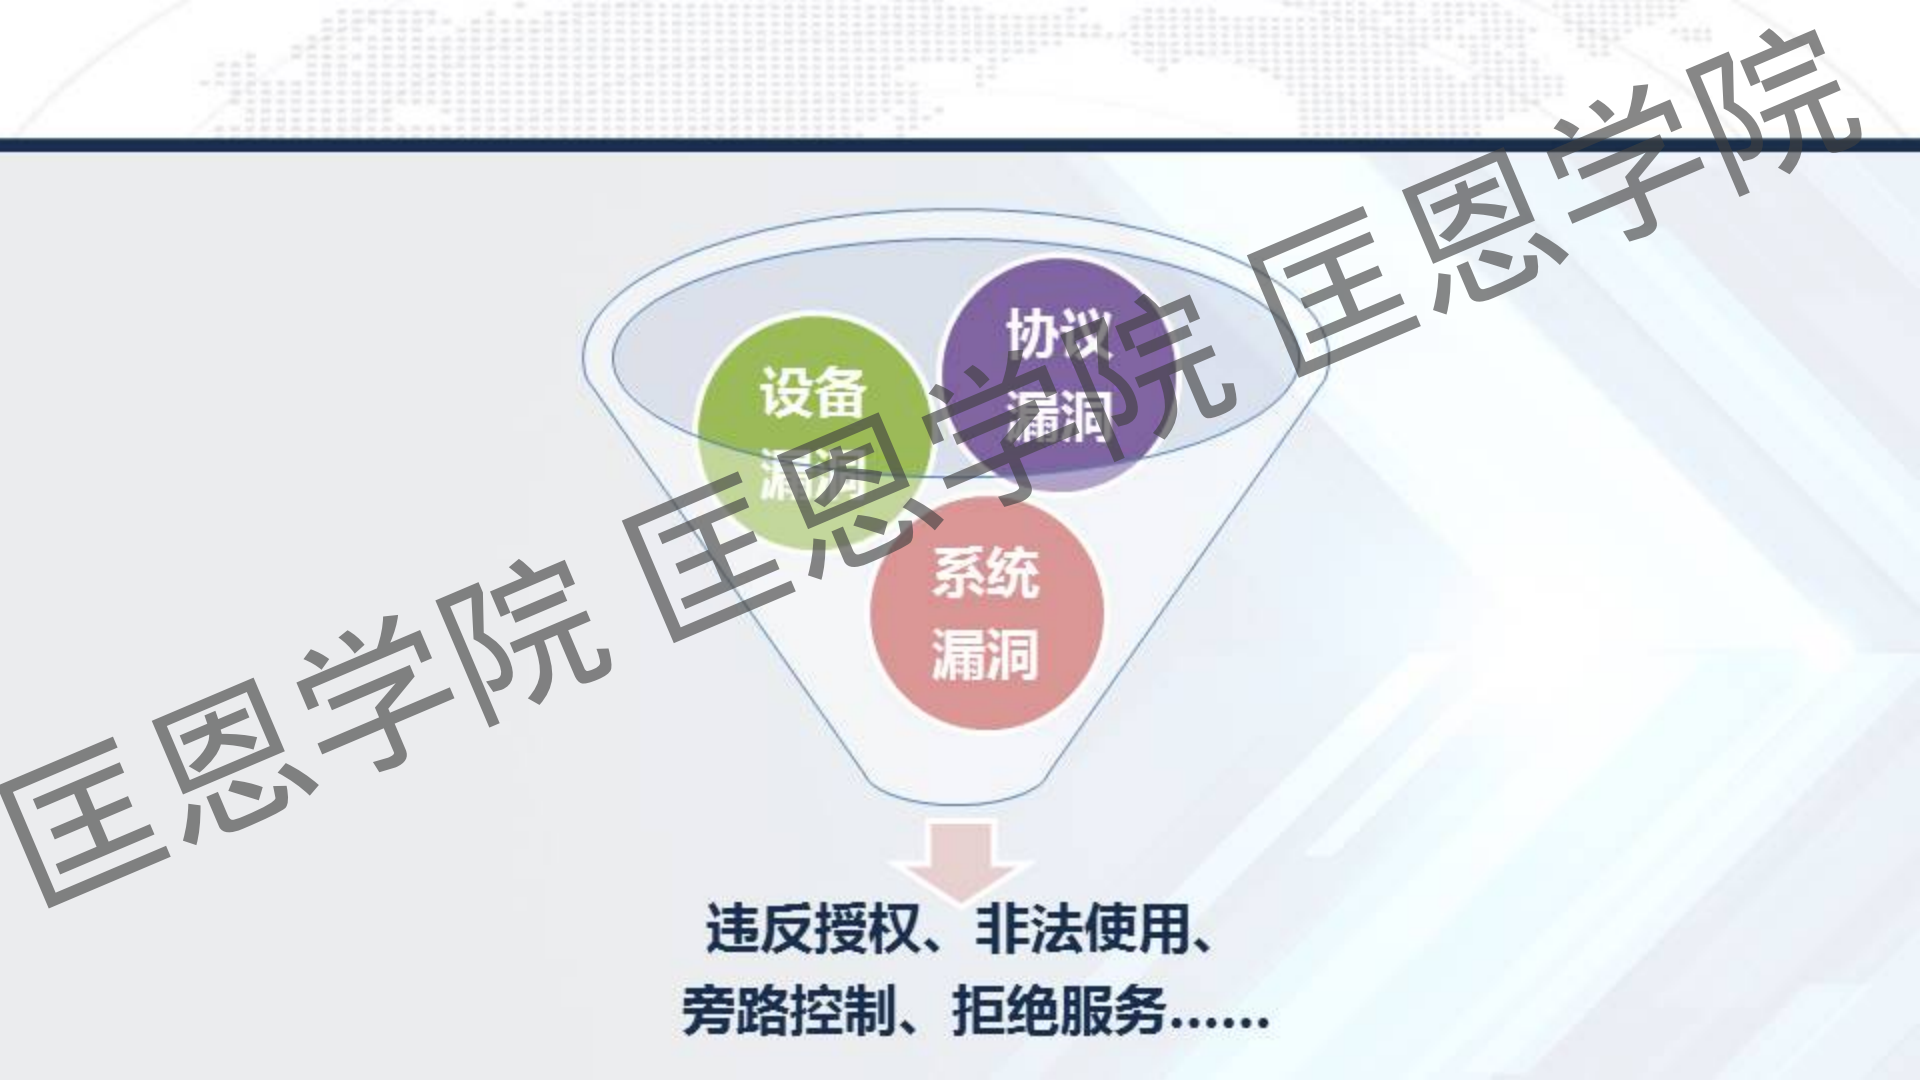 协议
漏洞
设备
漏洞
系统
漏洞
违反授权、非法使用、
旁路控制、拒绝服务......
匡恩学院 匡恩学院 匡恩学院